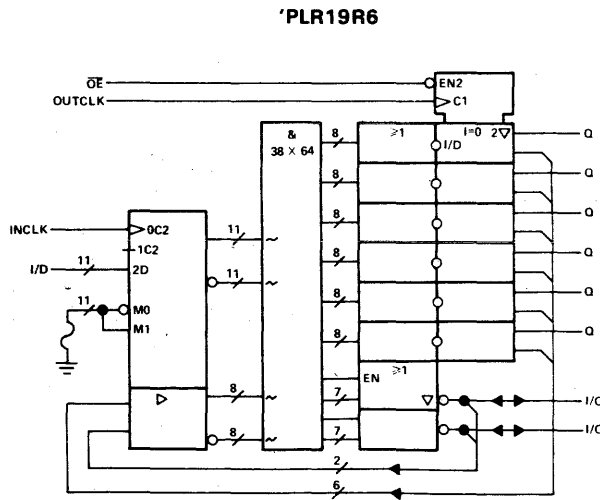 'PLR19R6
OE
OUTCLK
EN2
C1
&
38 × 64
8
≥1
I=0
2
I/D
Q
8
Q
8
Q
8
Q
8
Q
8
Q
INCLK
0C2
1C2
I/D
11
2D
11
M0
M1
11
~
11
~
EN
≥1
7
7
I/O
I/O
8
~
8
~
2
6